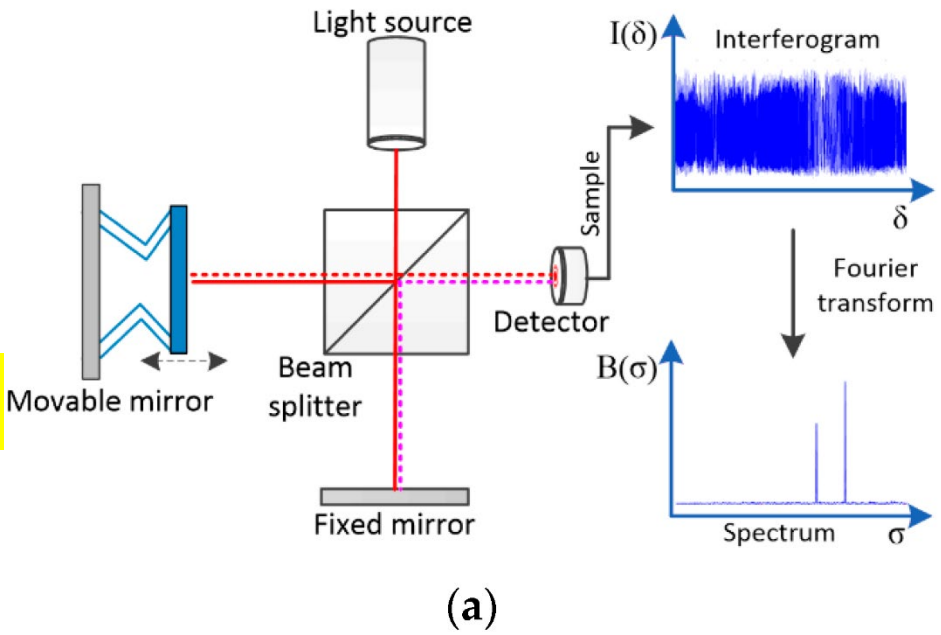 Light source
I(δ)
Interferogram
δ
Sample
Detector
Fourier
transform
Beam
splitter
Movable mirror
Fixed mirror
B(σ)
Spectrum
σ
(a)